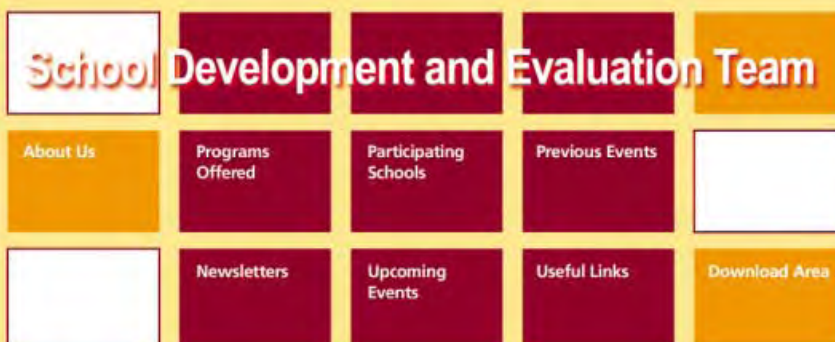 School Development and Evaluation Team
About Us
Programs
Offered
Participating
Schools
Previous Events
Newsletters
Upcoming
Events
Useful Links
Download Area